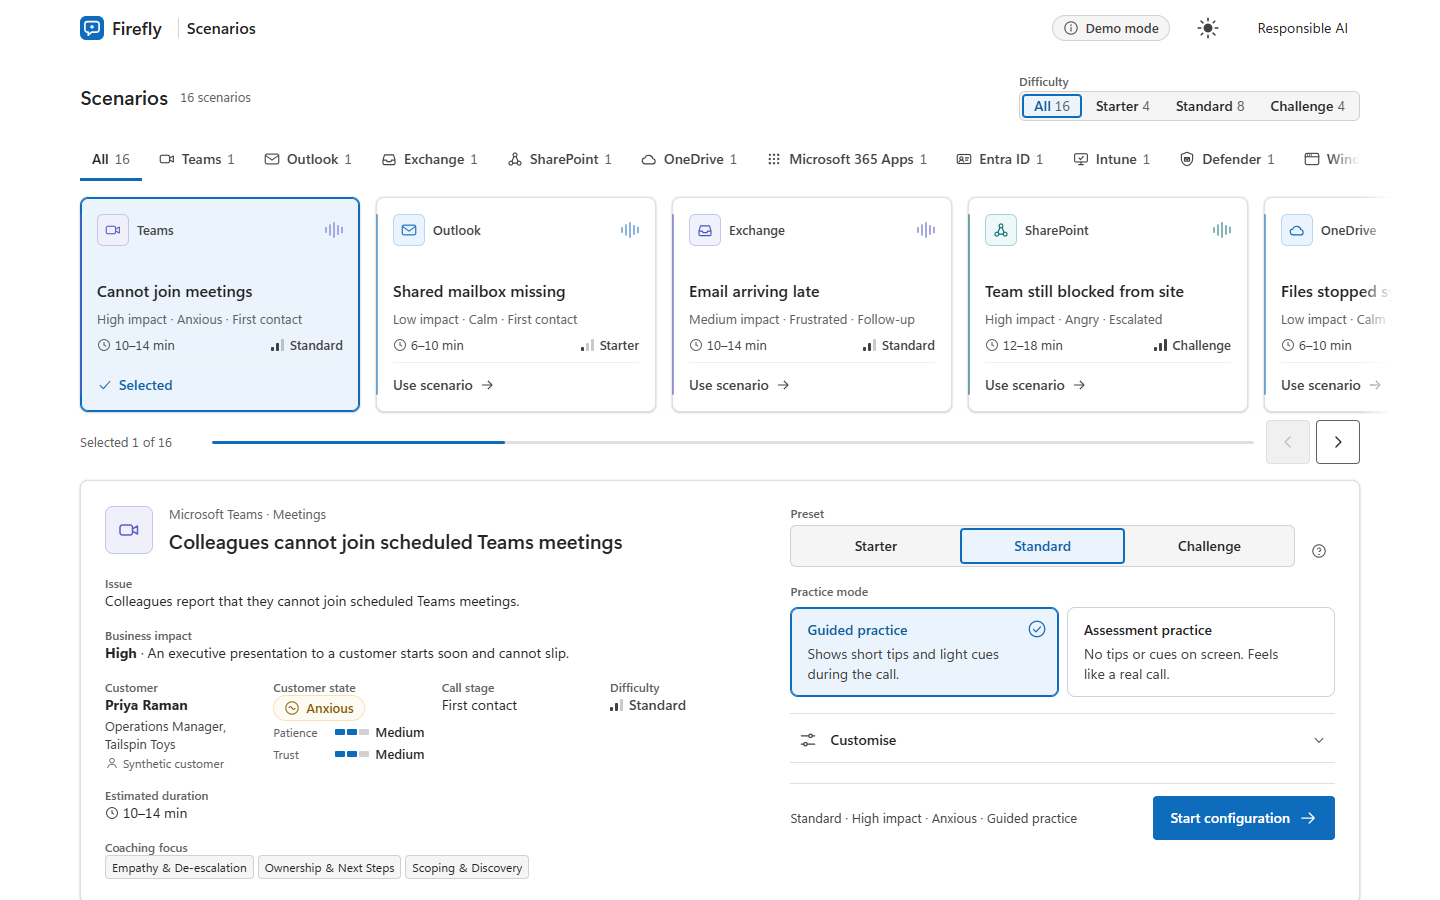 Firefly
Scenarios
Demo mode
Responsible AI
Scenarios
16 scenarios
Difficulty
All 16
Starter 4
Standard 8
Challenge 4
All 16
Teams 1
Outlook 1
Exchange 1
SharePoint 1
OneDrive 1
Microsoft 365 Apps 1
Entra ID 1
Intune 1
Defender 1
Teams
Cannot join meetings
High impact · Anxious · First contact
10–14 min
Standard
Selected
Outlook
Shared mailbox missing
Low impact · Calm · First contact
6–10 min
Starter
Use scenario
Exchange
Email arriving late
Medium impact · Frustrated · Follow-up
10–14 min
Standard
Use scenario
SharePoint
Team still blocked from site
High impact · Angry · Escalated
12–18 min
Challenge
Use scenario
OneDrive
Files stopped
Low impact · Calm
6–10 min
Use scenario
Selected 1 of 16
Microsoft Teams · Meetings
Colleagues cannot join scheduled Teams meetings
Issue
Colleagues report that they cannot join scheduled Teams meetings.
Business impact
High · An executive presentation to a customer starts soon and cannot slip.
Customer
Priya Raman
Operations Manager,
Tailspin Toys
Synthetic customer
Customer state
Anxious
Patience
Medium
Trust
Medium
Call stage
First contact
Difficulty
Standard
Estimated duration
10–14 min
Coaching focus
Empathy & De-escalation
Ownership & Next Steps
Scoping & Discovery
Preset
Starter
Standard
Challenge
Practice mode
Guided practice
Shows short tips and light cues
during the call.
Assessment practice
No tips or cues on screen. Feels
like a real call.
Customise
Standard · High impact · Anxious · Guided practice
Start configuration